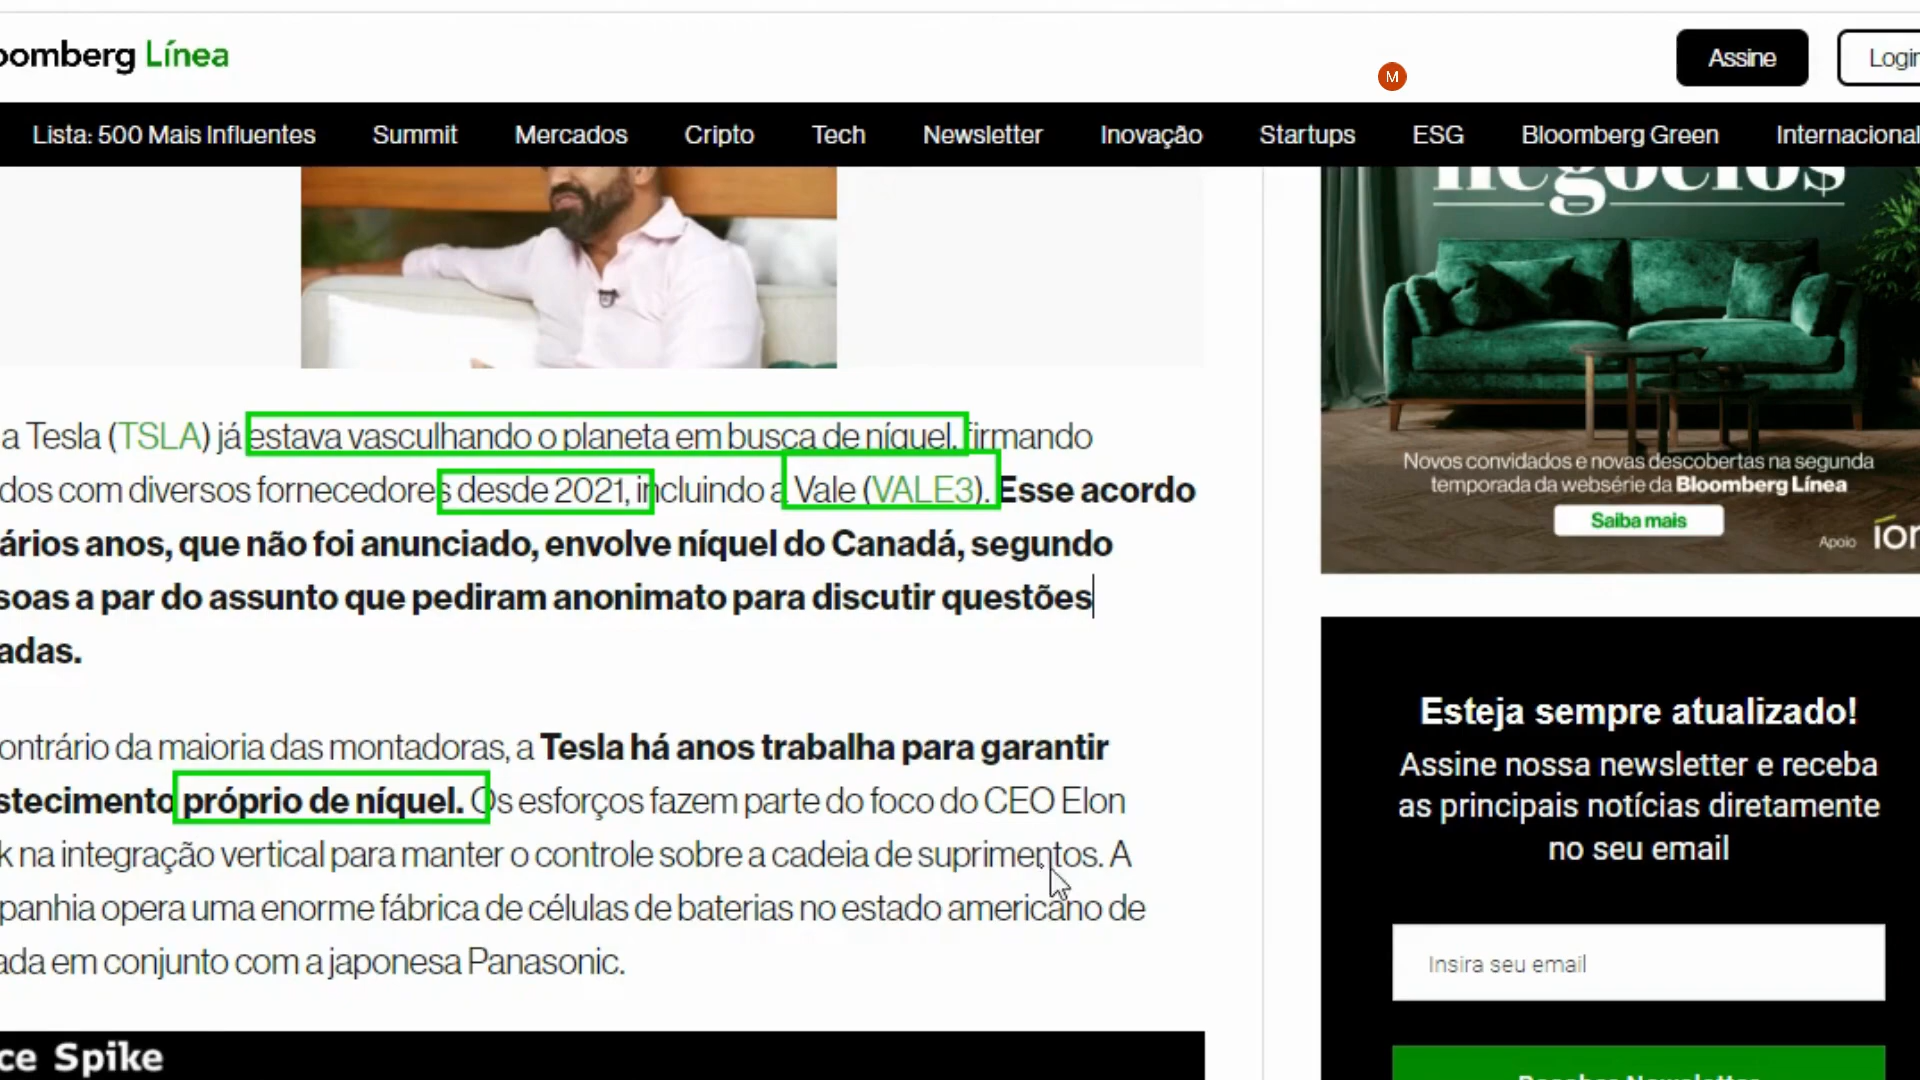 oomberg Línea
M
Assine
Login
Lista: 500 Mais Influentes Summit Mercados Cripto Tech Newsletter Inovação Startups ESG Bloomberg Green Internacional
negócios
a Tesla (TSLA) já estava vasculhando o planeta em busca de níquel, firmando
dos com diversos fornecedores desde 2021, incluindo a Vale (VALE3). Esse acordo
ários anos, que não foi anunciado, envolve níquel do Canadá, segundo
soas a par do assunto que pediram anonimato para discutir questões
adas.
ontrário da maioria das montadoras, a Tesla há anos trabalha para garantir
stecimento próprio de níquel. Os esforços fazem parte do foco do CEO Elon
k na integração vertical para manter o controle sobre a cadeia de suprimentos. A
panhia opera uma enorme fábrica de células de baterias no estado americano de
ada em conjunto com a japonesa Panasonic.
ce Spike
Novos convidados e novas descobertas na segunda
temporada da websérie da Bloomberg Línea
Saiba mais
Apoio íon
Esteja sempre atualizado!
Assine nossa newsletter e receba
as principais notícias diretamente
no seu email
Insira seu email